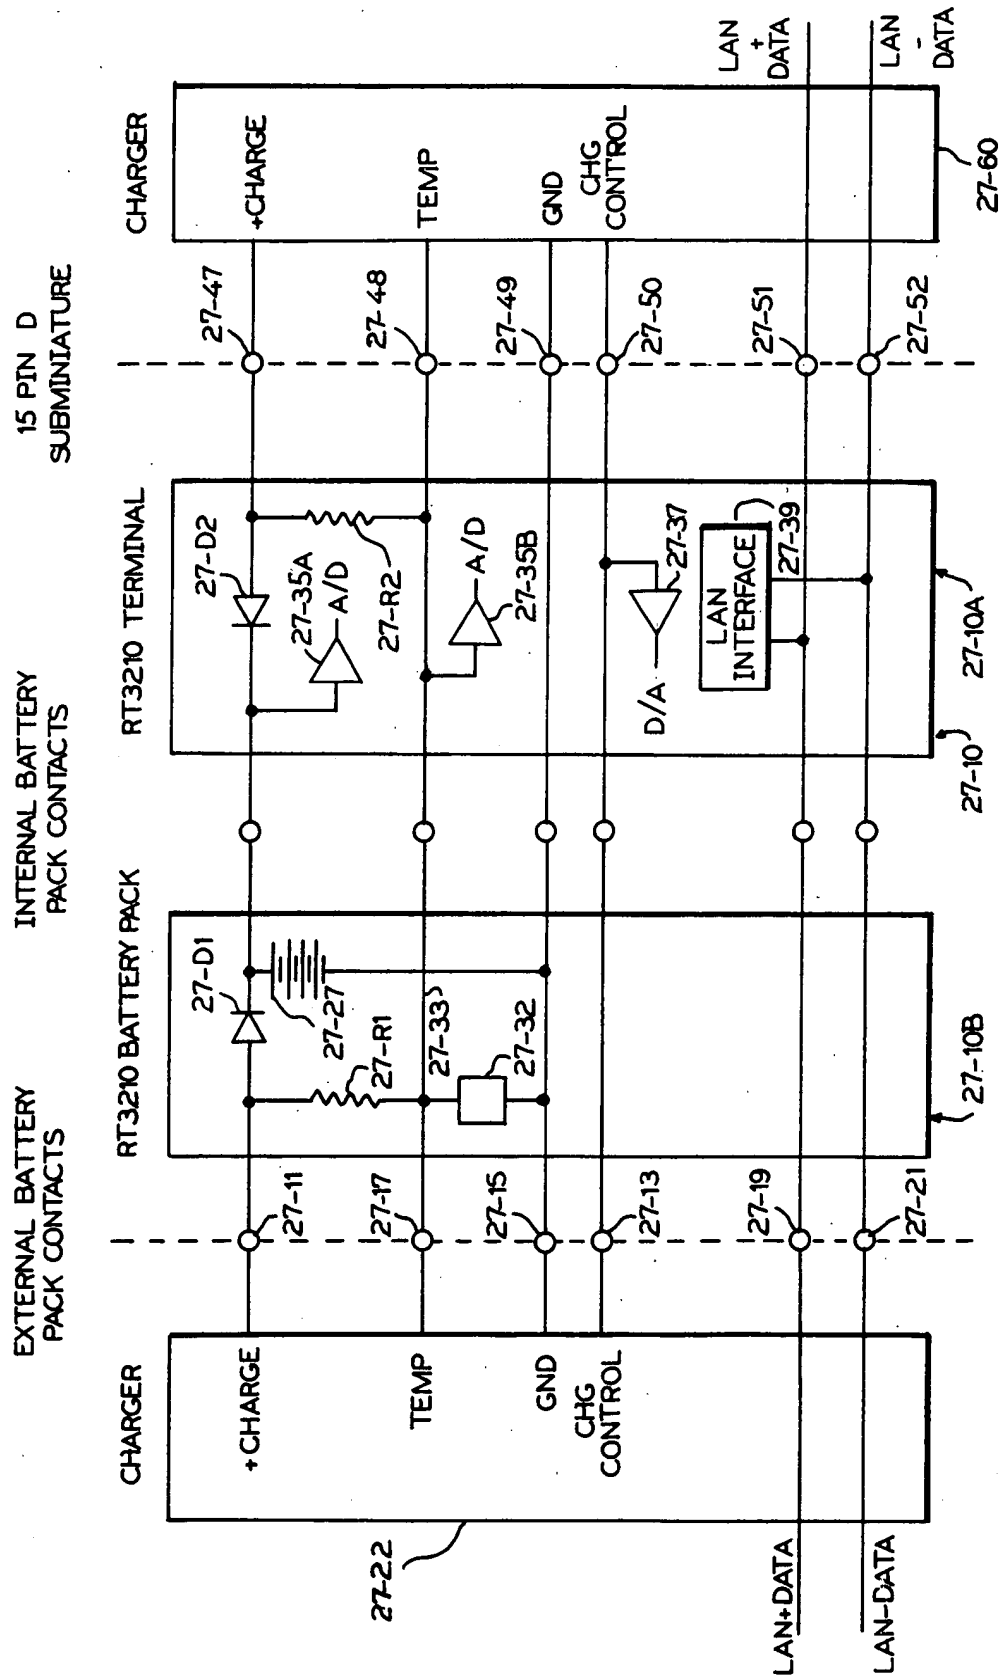 EXTERNAL BATTERY
PACK CONTACTS
INTERNAL BATTERY
PACK CONTACTS
15 PIN D
SUBMINIATURE
CHARGER
RT3210 BATTERY PACK
RT3210 TERMINAL
CHARGER
27-22
+CHARGE
TEMP
GND
CHG
CONTROL
LAN+DATA
LAN-DATA
27-11
27-17
27-15
27-13
27-19
27-21
27-D1
27-27
27-R1
27-33
27-32
27-10B
27-D2
27-35A
A/D
27-R2
A/D
27-35B
27-37
D/A
LAN
INTERFACE
27-39
27-10
27-10A
27-47
27-48
27-49
27-50
27-51
27-52
+CHARGE
TEMP
GND
CHG
CONTROL
27-60
LAN
+
DATA
LAN
-
DATA